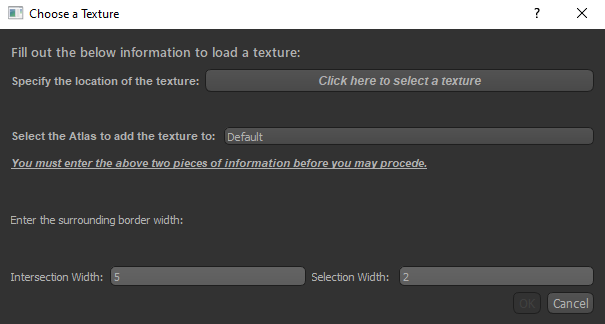 Choose a Texture
?
Fill out the below information to load a texture:
Specify the location of the texture: Click here to select a texture
Select the Atlas to add the texture to: Default
You must enter the above two pieces of information before you may procede.
Enter the surrounding border width:
Intersection Width: 5 Selection Width: 2
OK Cancel